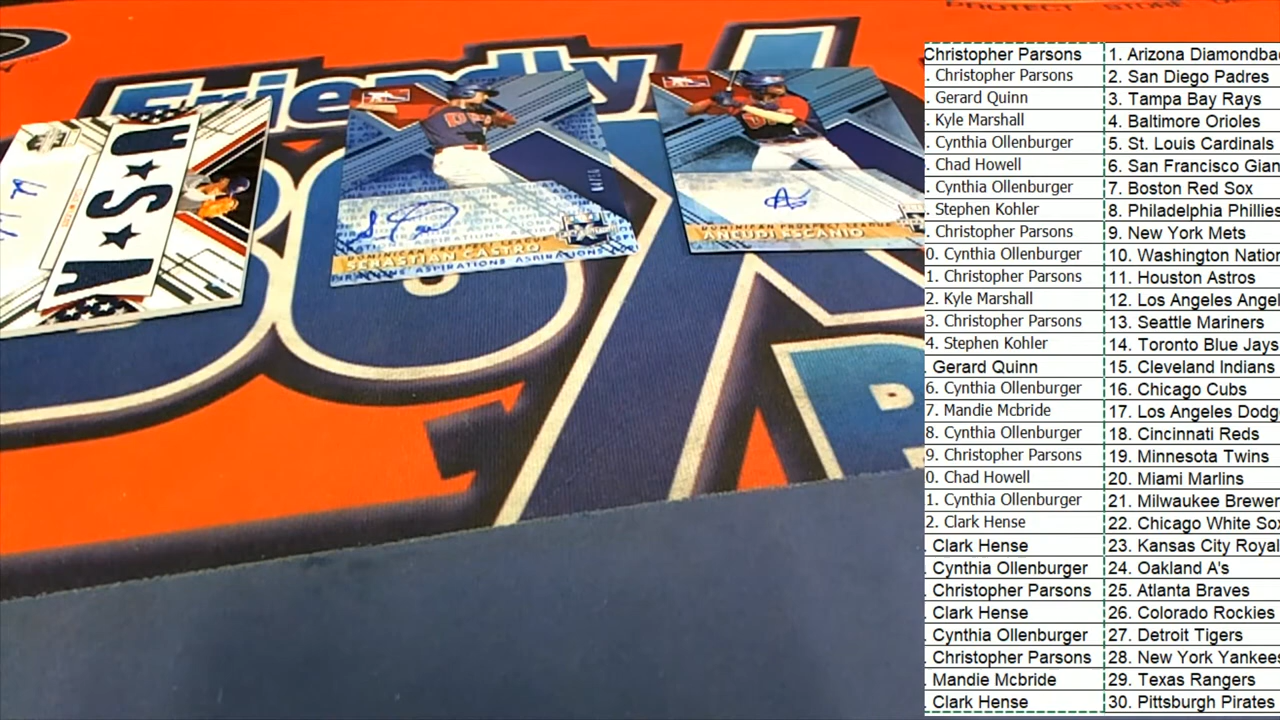 PROTECT STORE
Friendly
USA
SEBASTIAN CASTRO
ASPIRATIONS ASPIRATIONS
DOMINICAN PROSPECT LEAGUE
ANEUDI ASCANIO
Christopher Parsons 1. Arizona Diamondba
. Christopher Parsons 2. San Diego Padres
. Gerard Quinn 3. Tampa Bay Rays
. Kyle Marshall 4. Baltimore Orioles
. Cynthia Ollenburger 5. St. Louis Cardinals
. Chad Howell 6. San Francisco Gian
. Cynthia Ollenburger 7. Boston Red Sox
. Stephen Kohler 8. Philadelphia Phillies
. Christopher Parsons 9. New York Mets
0. Cynthia Ollenburger 10. Washington Nation
1. Christopher Parsons 11. Houston Astros
2. Kyle Marshall 12. Los Angeles Angel
3. Christopher Parsons 13. Seattle Mariners
4. Stephen Kohler 14. Toronto Blue Jays
. Gerard Quinn 15. Cleveland Indians
6. Cynthia Ollenburger 16. Chicago Cubs
7. Mandie Mcbride 17. Los Angeles Dodg
8. Cynthia Ollenburger 18. Cincinnati Reds
9. Christopher Parsons 19. Minnesota Twins
0. Chad Howell 20. Miami Marlins
1. Cynthia Ollenburger 21. Milwaukee Brewer
2. Clark Hense 22. Chicago White Sox
. Clark Hense 23. Kansas City Royal
. Cynthia Ollenburger 24. Oakland A's
. Christopher Parsons 25. Atlanta Braves
. Clark Hense 26. Colorado Rockies
. Cynthia Ollenburger 27. Detroit Tigers
. Christopher Parsons 28. New York Yankees
. Mandie Mcbride 29. Texas Rangers
. Clark Hense 30. Pittsburgh Pirates